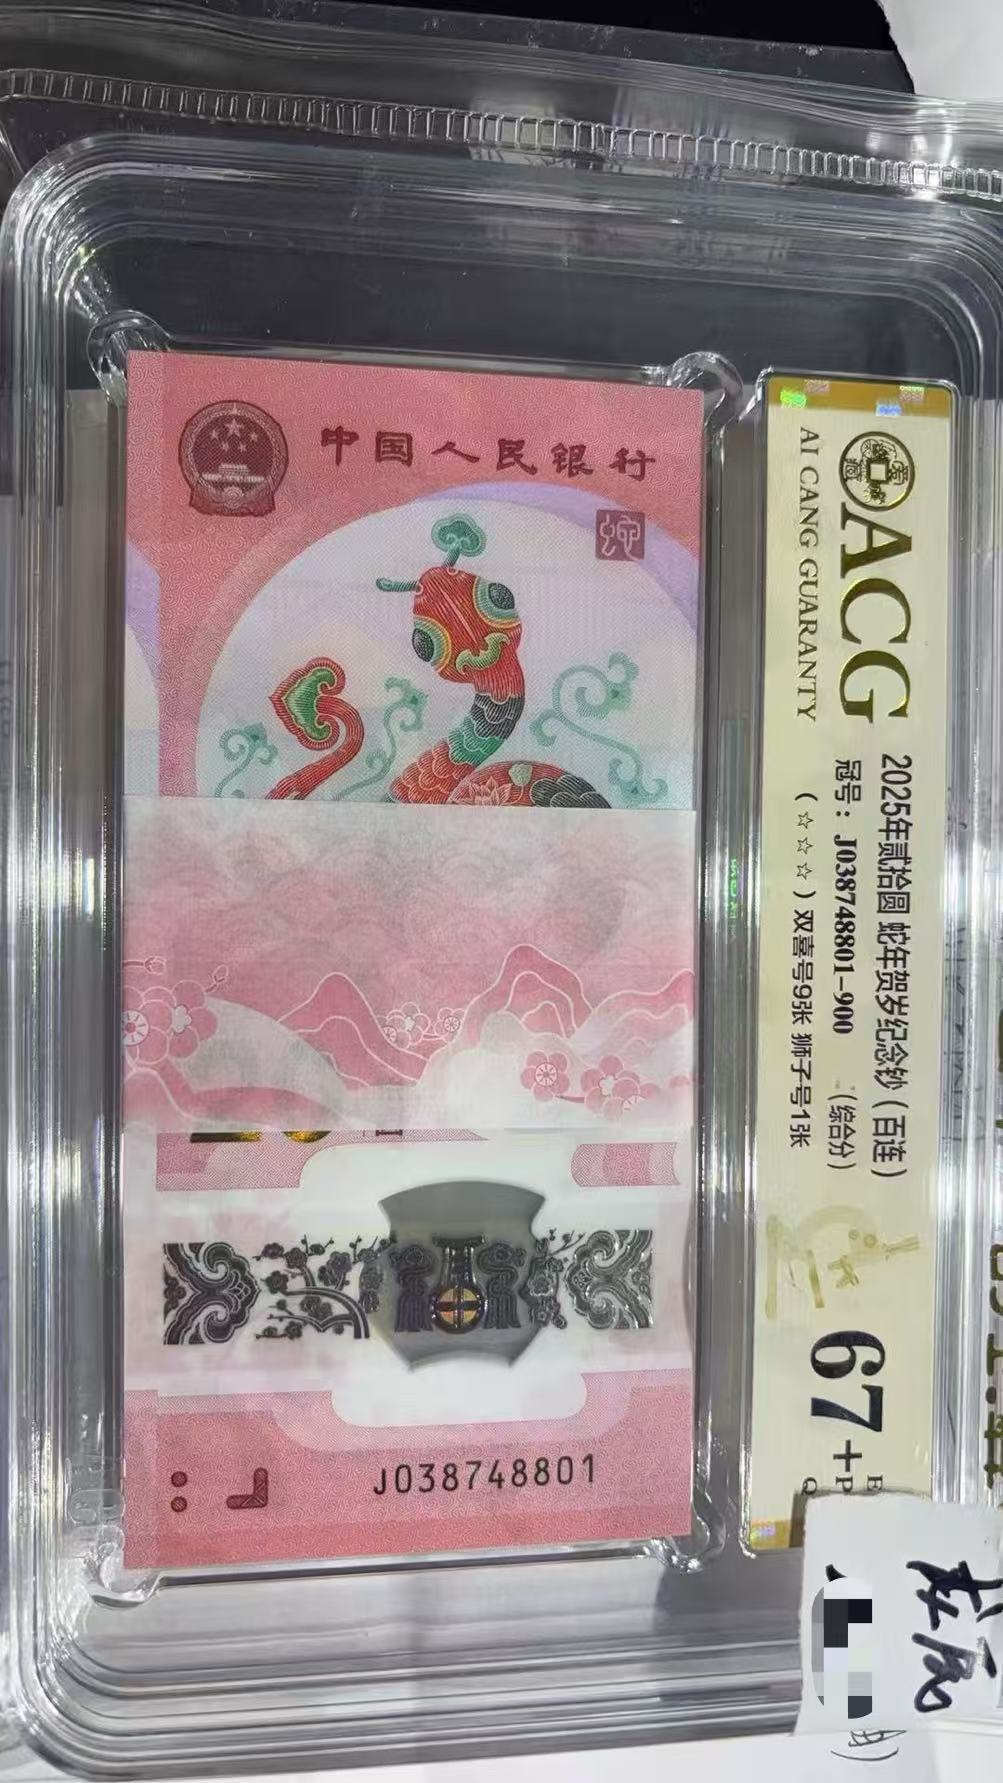 中国人民银行
蛇
J038748801
ACG
AI CANG GUARANTY
2025年贰拾圆 蛇年贺岁纪念钞（百连）
冠号：J038748801-900 （综合分）
（☆☆☆）双喜号9张 狮子号1张
67+
E
P
Q